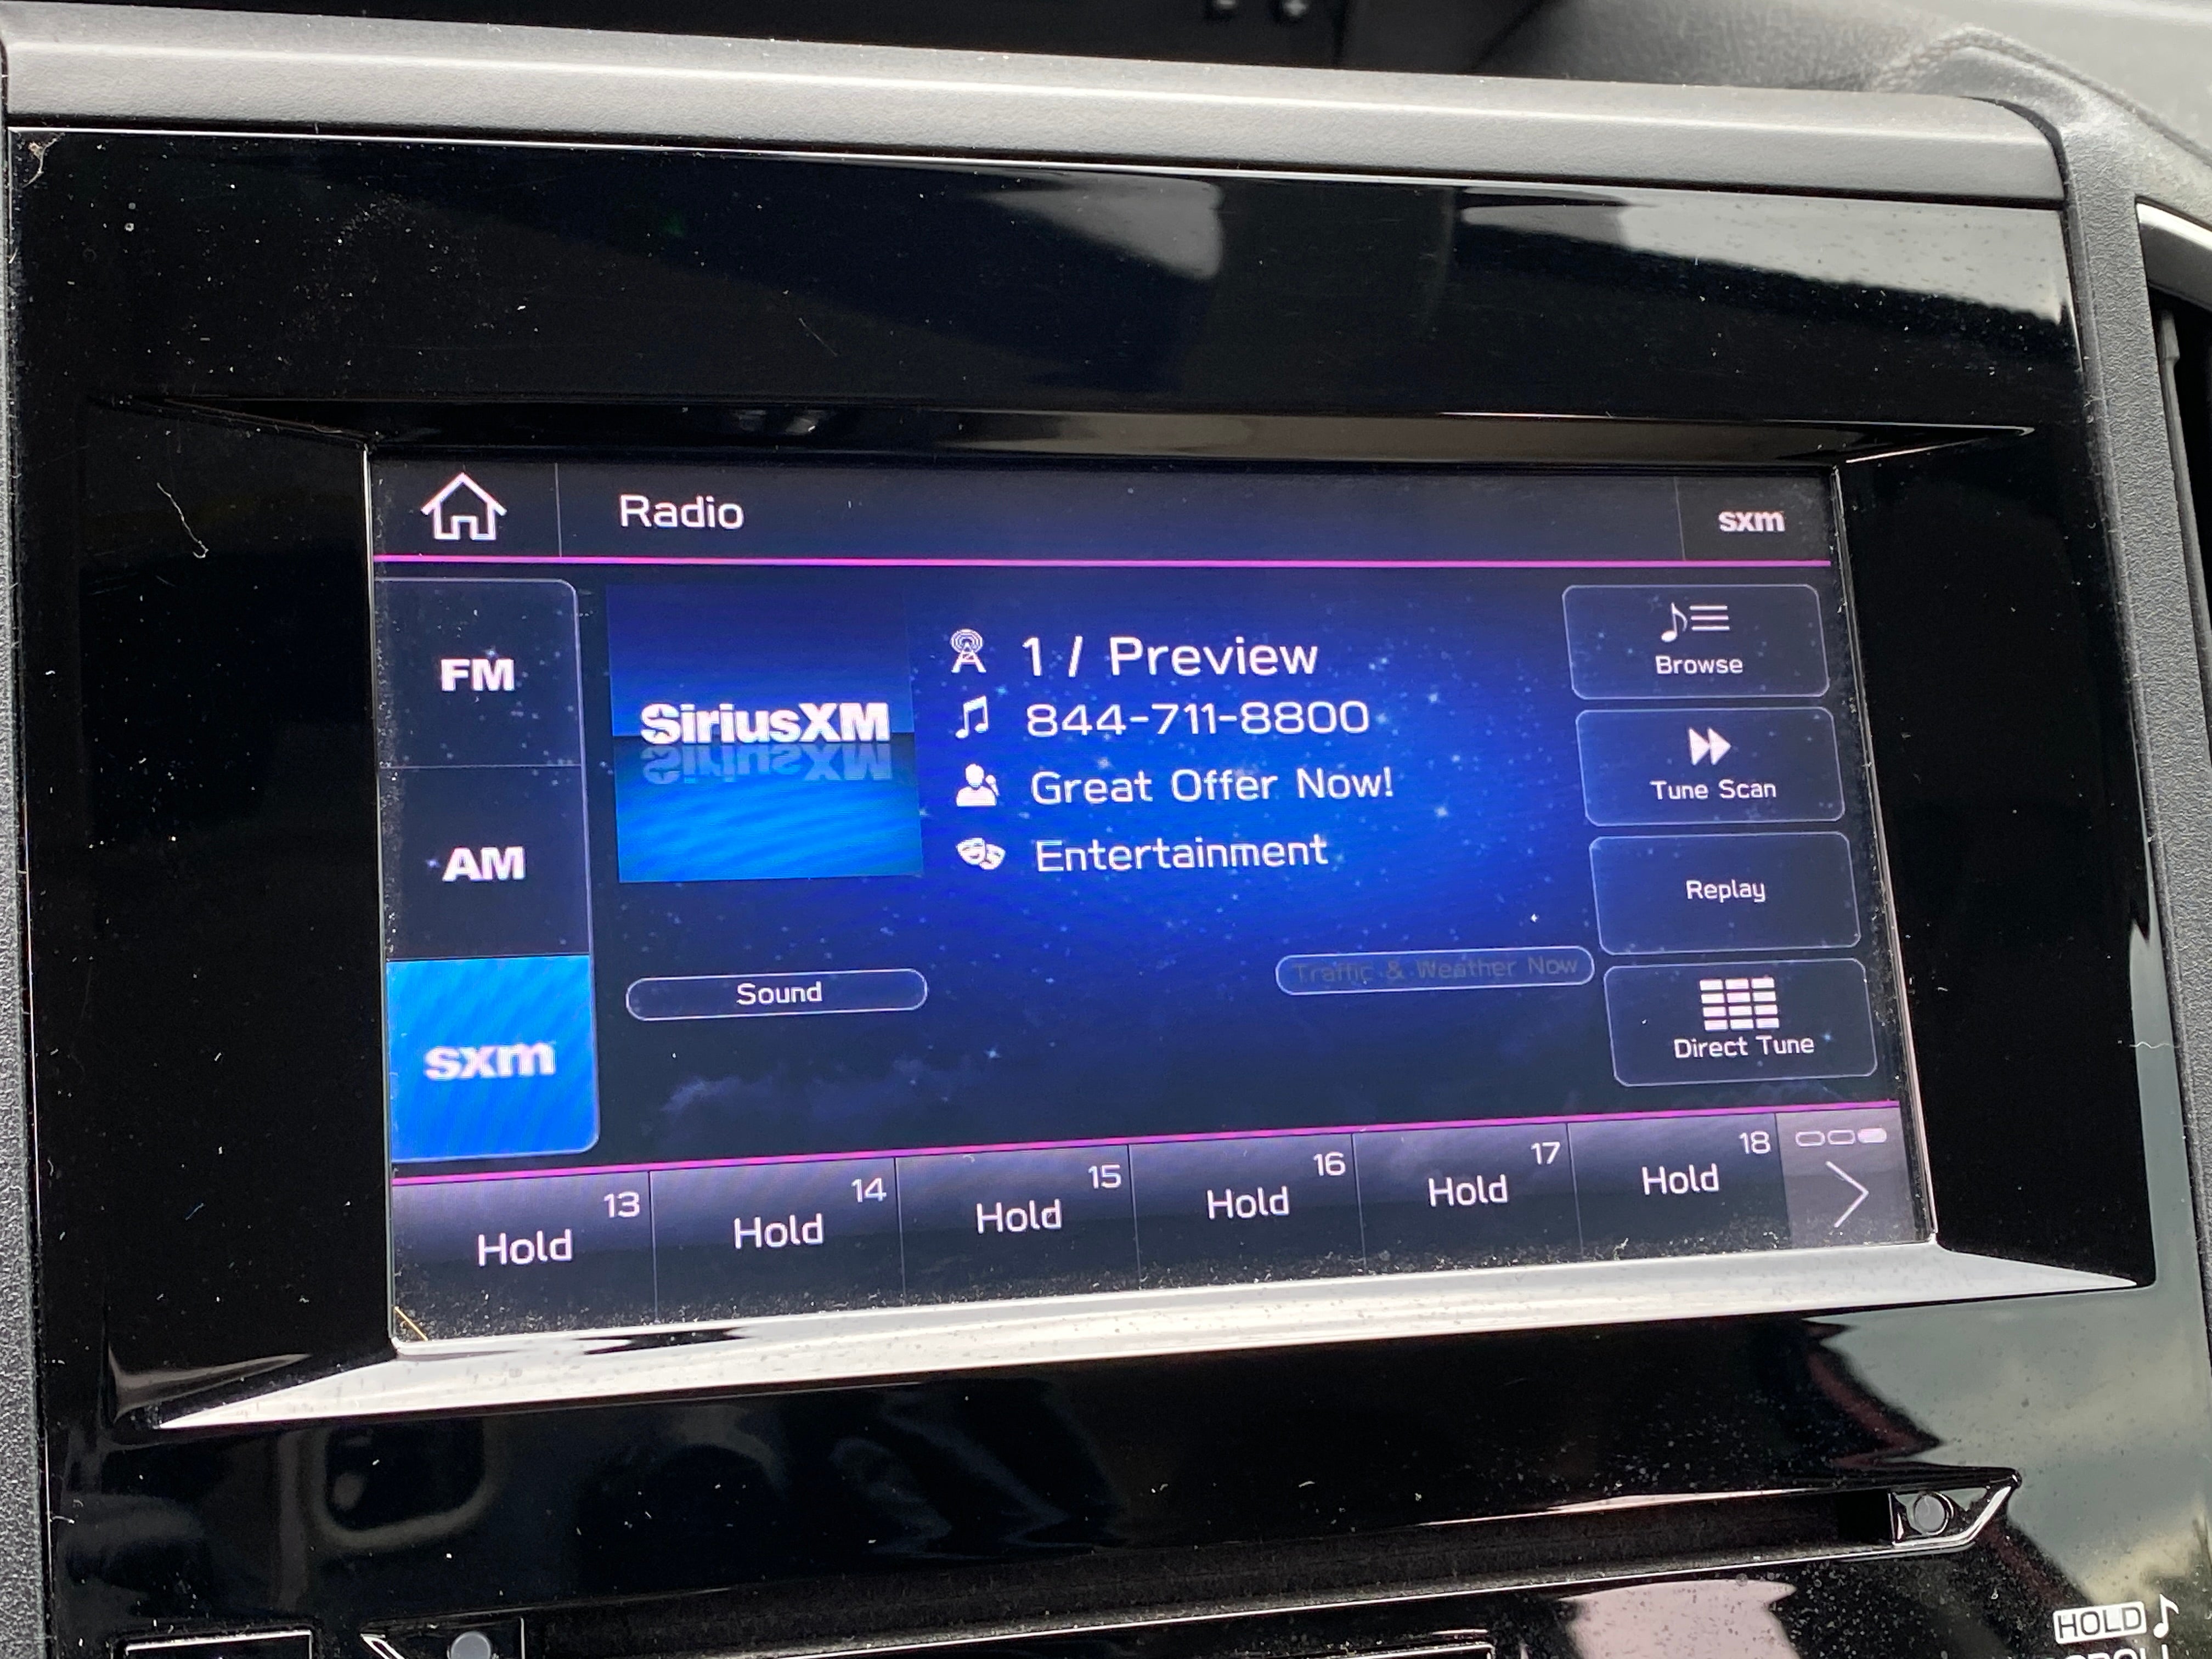 Radio
sxm
FM
AM
sxm
SiriusXM
1 / Preview
844-711-8800
Great Offer Now!
Entertainment
Browse
Tune Scan
Replay
Direct Tune
Sound
Traffic & Weather Now
13
Hold
14
Hold
15
Hold
16
Hold
17
Hold
18
Hold
HOLD